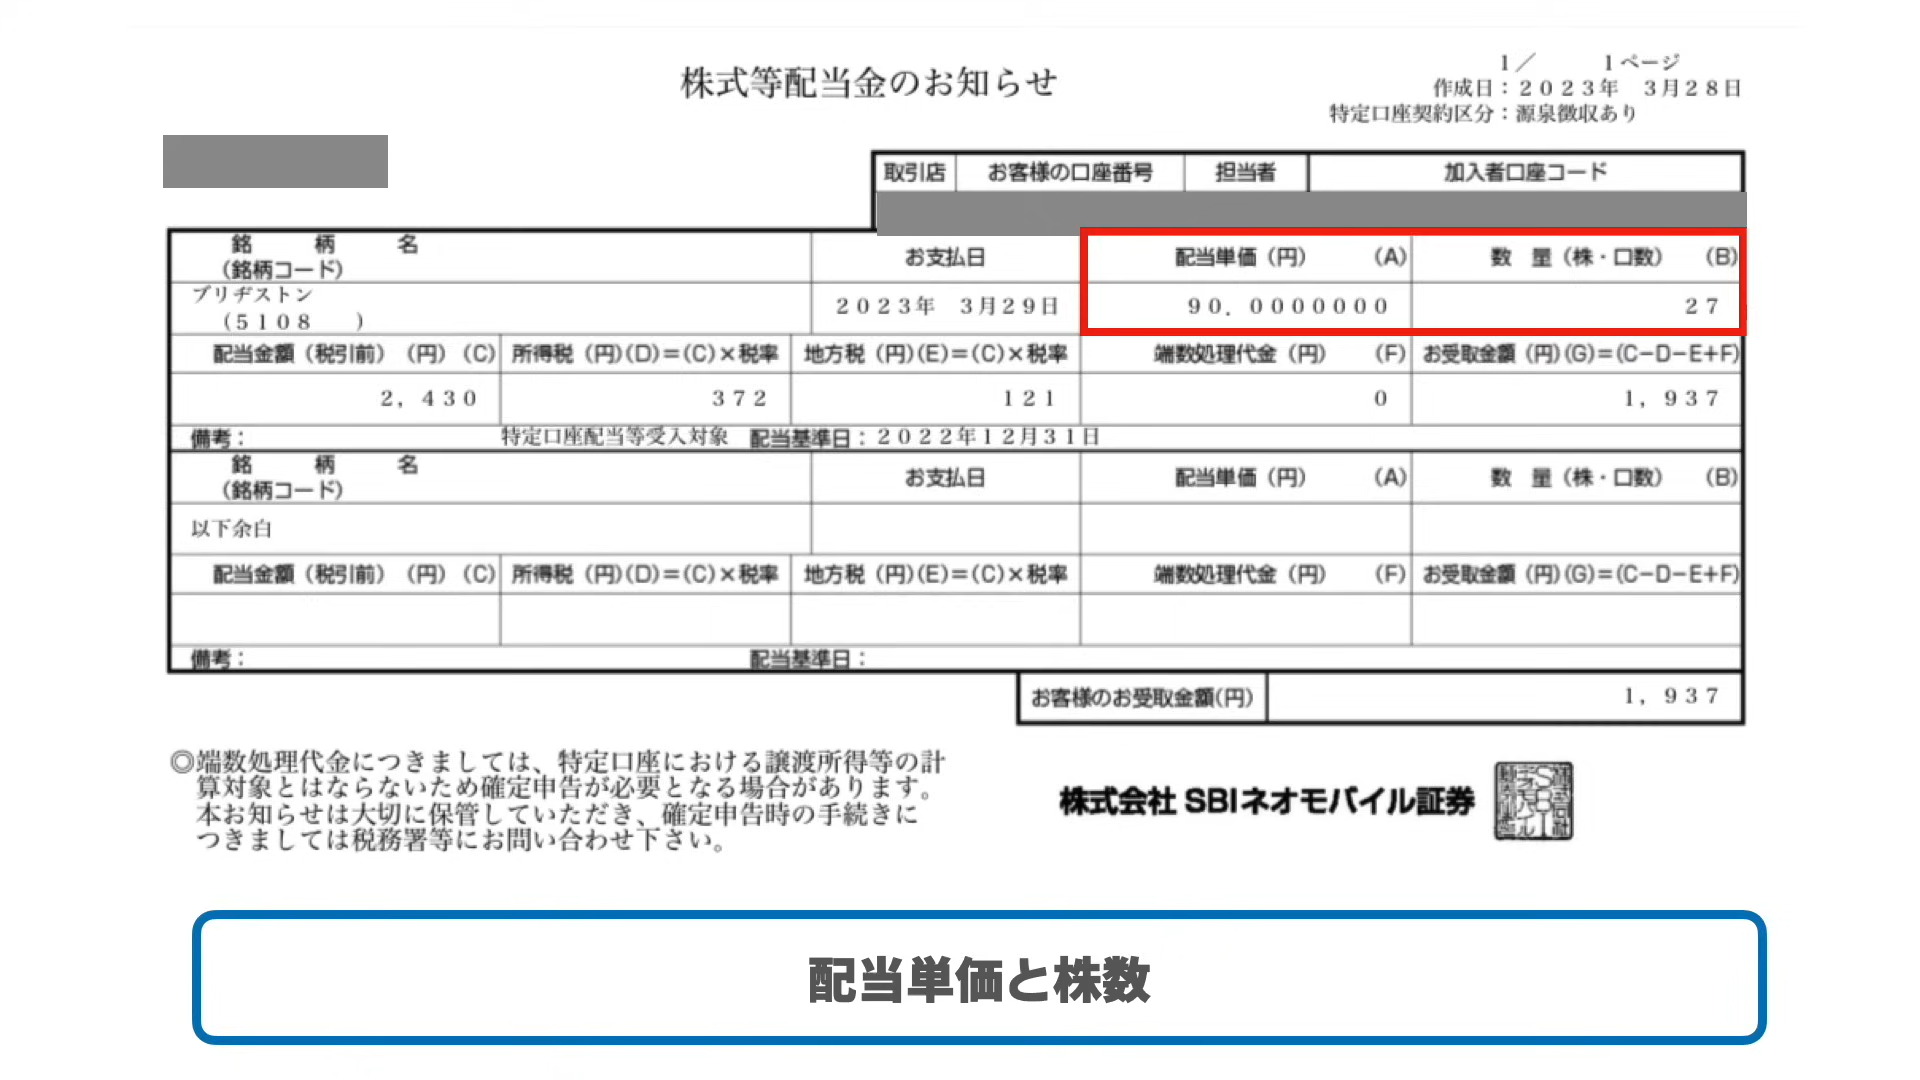 株式等配当金のお知らせ
1／　　　1ページ
作成日：２０２３年　３月２８日
特定口座契約区分：源泉徴収あり
取引店　お客様の口座番号　担当者　加入者口座コード
銘　柄　名
（銘柄コード）
お支払日　配当単価（円）　（A）　数　量（株・口数）　（B）
ブリヂストン
（５１０８　　）
２０２３年　３月２９日　９０．０００００００　２７
配当金額（税引前）（円）（C）　所得税（円）(D)＝(C)×税率　地方税（円）(E)＝(C)×税率　端数処理代金（円）　（F）　お受取金額（円）(G)＝(C−D−E+F)
２，４３０　３７２　１２１　０　１，９３７
備考：　特定口座配当等受入対象　配当基準日：２０２２年１２月３１日
銘　柄　名
（銘柄コード）
お支払日　配当単価（円）　（A）　数　量（株・口数）　（B）
以下余白
配当金額（税引前）（円）（C）　所得税（円）(D)＝(C)×税率　地方税（円）(E)＝(C)×税率　端数処理代金（円）　（F）　お受取金額（円）(G)＝(C−D−E+F)
備考：　配当基準日：
お客様のお受取金額(円)　１，９３７
◎端数処理代金につきましては、特定口座における譲渡所得等の計
算対象とはならないため確定申告が必要となる場合があります。
本お知らせは大切に保管していただき、確定申告時の手続きに
つきましては税務署等にお問い合わせ下さい。
株式会社 SBIネオモバイル証券
配当単価と株数